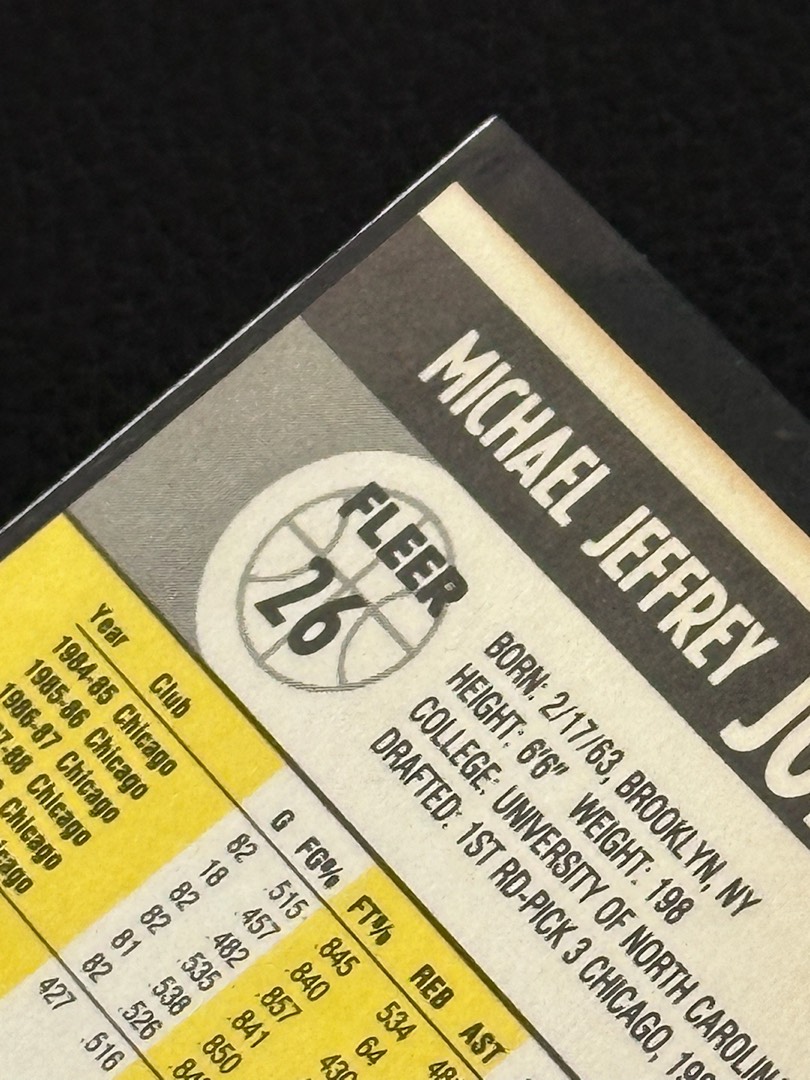 MICHAEL JEFFREY
FLEER
26
BORN: 2/17/63, BROOKLYN, NY
HEIGHT: 6'6" WEIGHT: 198
COLLEGE: UNIVERSITY OF NORTH
DRAFTED: 1ST RD-PICK 3 CHICAGO,
Year Club G FG% FT% REB AST
1984-85 Chicago 82 .515 .845 534
1985-86 Chicago 18 .457 .840 64
1986-87 Chicago 82 .482 .857
Chicago 82 .535 .841
Chicago 81 .538 .850
82 .526
427 .516